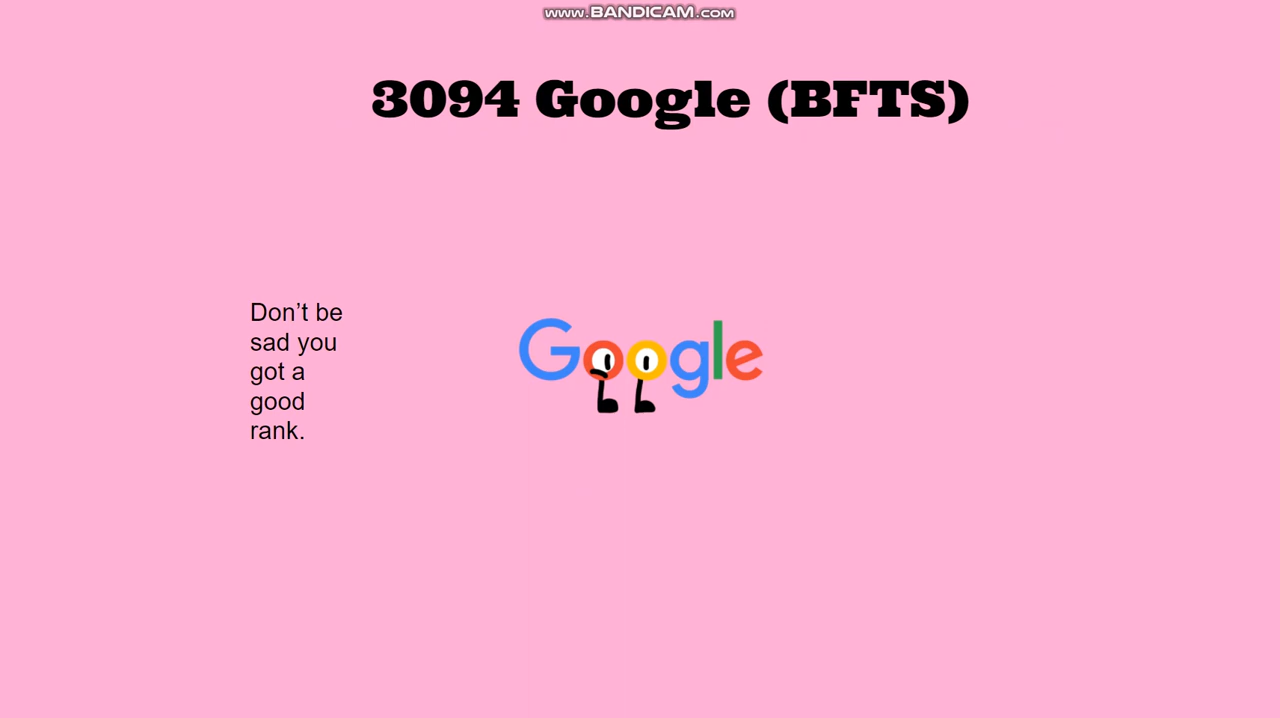 www.BANDICAM.com
3094 Google (BFTS)
Don’t be
sad you
got a
good
rank.
Google